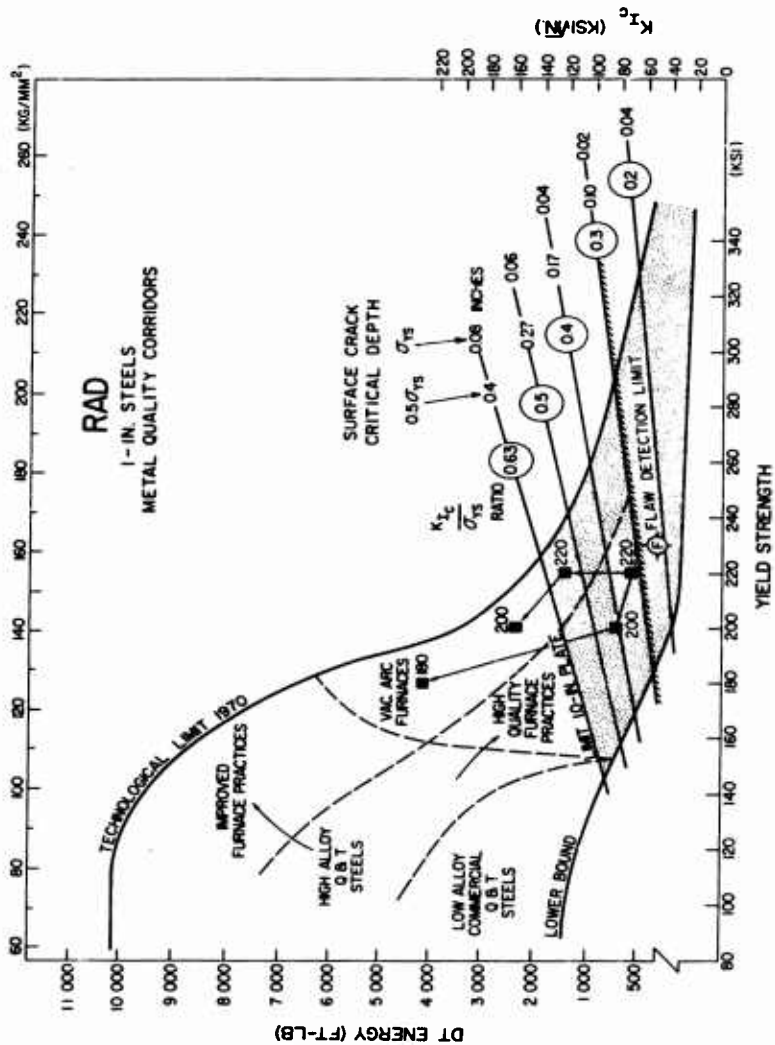 RAD
1-IN. STEELS
METAL QUALITY CORRIDORS
60 80 100 120 140 160 180 200 220 240 260 (KG/MM²)
DT ENERGY (FT-LB)
11 000
10 000
9 000
8 000
7 000
6 000
5 000
4 000
3 000
2 000
1 000
500
TECHNOLOGICAL LIMIT 1970
IMPROVED
FURNACE PRACTICES
HIGH ALLOY
Q & T
STEELS
LOW ALLOY
COMMERCIAL
Q & T
STEELS
LOWER BOUND
VAC ARC
FURNACES
HIGH
QUALITY
FURNACE
PRACTICES
180
200
220
220
200
LIMIT 10-IN PLATE
SURFACE CRACK
CRITICAL DEPTH
0.5σYS
σYS
0.4
0.08 INCHES
KIc
σYS
RATIO
0.63
0.5
0.27
0.06
0.4
0.17
0.04
0.3
0.10
0.02
0.2
0.04
(F) FLAW DETECTION LIMIT
KIc (KSI√IN.)
220
200
180
160
140
120
100
80
60
40
20
0
80 100 120 140 160 180 200 220 240 260 280 300 320 340 (KSI)
YIELD STRENGTH